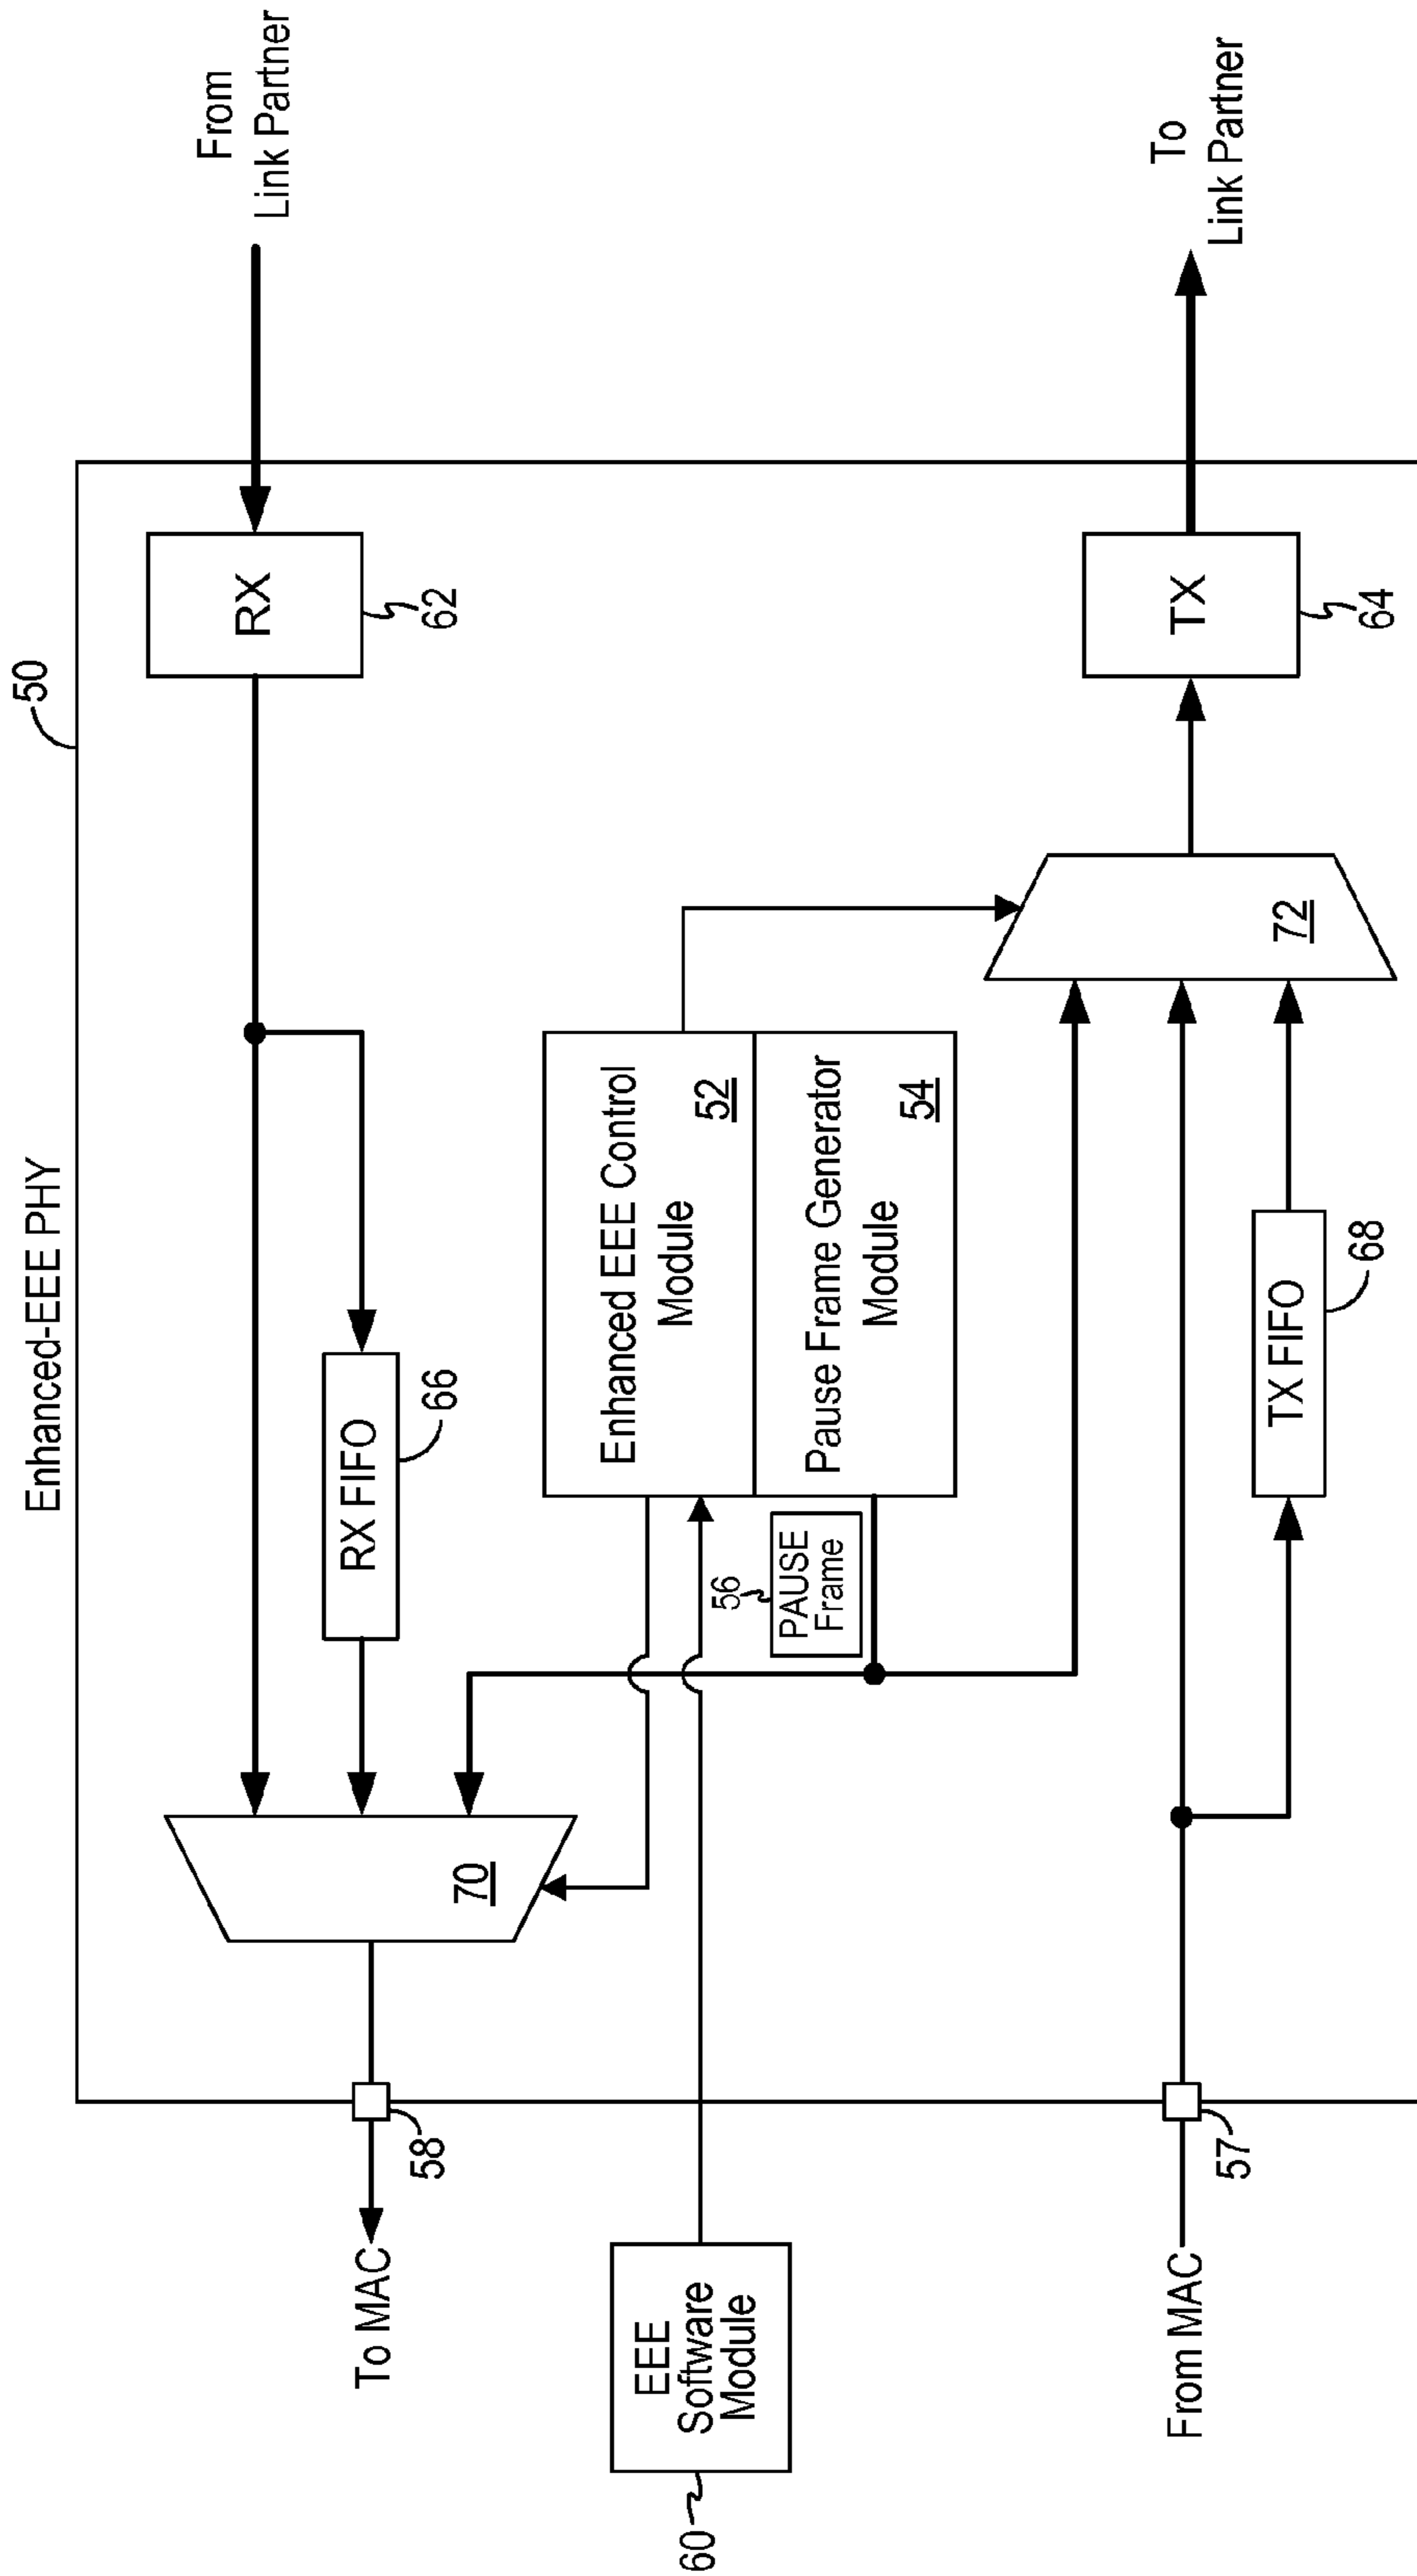 Enhanced-EEE PHY
50
From
Link Partner
RX
62
RX FIFO
66
70
58
To MAC
Enhanced EEE Control
Module
52
Pause Frame Generator
Module
54
56
PAUSE
Frame
EEE
Software
Module
60
72
TX
64
To
Link Partner
TX FIFO
68
57
From MAC